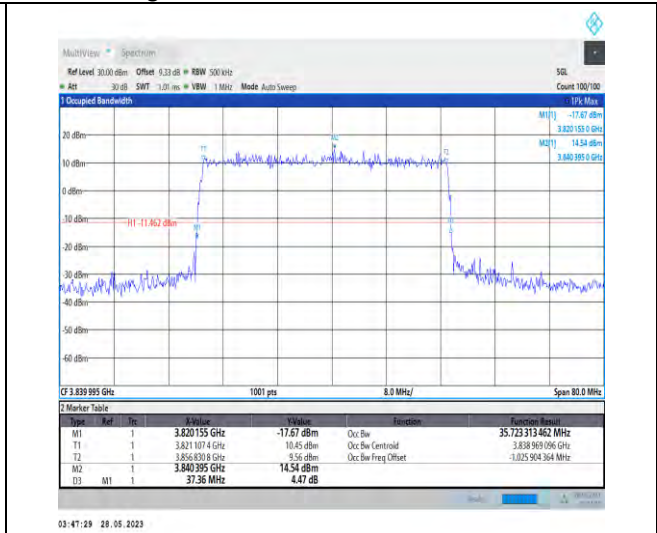 MultiView Spectrum
Ref Level 30.00 dBm Offset 9.33 dB RBW 500 kHz SGL
Att 30 dB SWT 1.01 ms VBW 1 MHz Mode Auto Sweep Count 100/100
1 Occupied Bandwidth 1Pk Max
M1[1] -17.67 dBm
3.820 155 0 GHz
M2[1] 14.54 dBm
3.840 395 0 GHz
20 dBm
M2
T1 T2
10 dBm
0 dBm
-10 dBm
H1 -11.462 dBm
M1
-20 dBm
-30 dBm
-40 dBm
-50 dBm
-60 dBm
CF 3.839 995 GHz 1001 pts 8.0 MHz/ Span 80.0 MHz
2 Marker Table
Type Ref Trc X-Value Y-Value Function Function Result
M1 1 3.820 155 GHz -17.67 dBm Occ Bw 35.723 313 462 MHz
T1 1 3.821 107 4 GHz 10.45 dBm Occ Bw Centroid 3.838 969 096 GHz
T2 1 3.856 830 8 GHz 9.56 dBm Occ Bw Freq Offset -1.025 904 364 MHz
M2 1 3.840 395 GHz 14.54 dBm
D3 M1 1 37.36 MHz 4.47 dB
03:47:29 28.05.2023